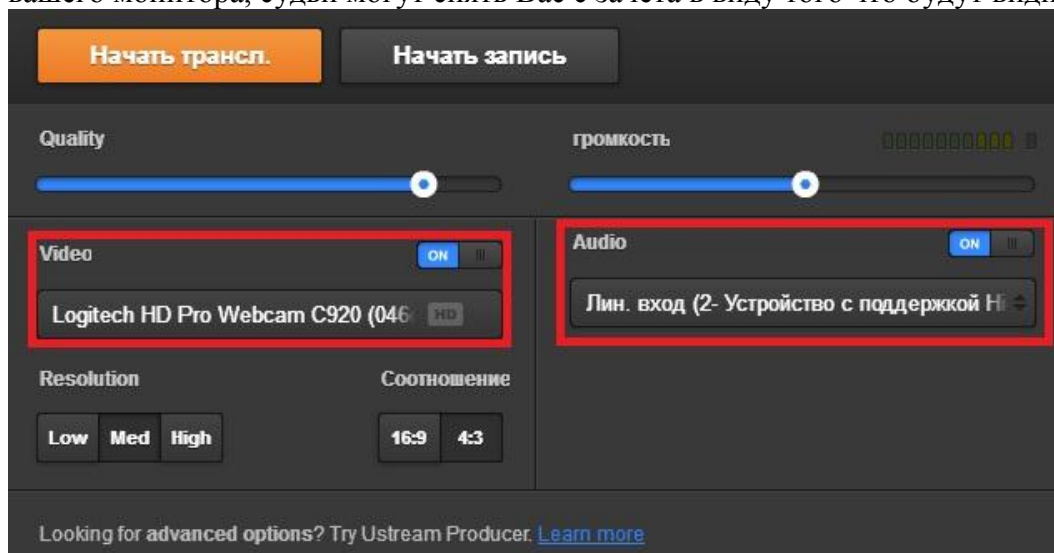 вашего монитора, судьи могут снять Вас с зачета в виду того что будут
Начать трансл.
Начать запись
Quality
громкость
Video
ON
Audio
ON
Logitech HD Pro Webcam C920 (046
HD
Лин. вход (2- Устройство с поддержкой Hi
Resolution
Соотношение
Low Med High
16:9 4:3
Looking for advanced options? Try Ustream Producer. Learn more